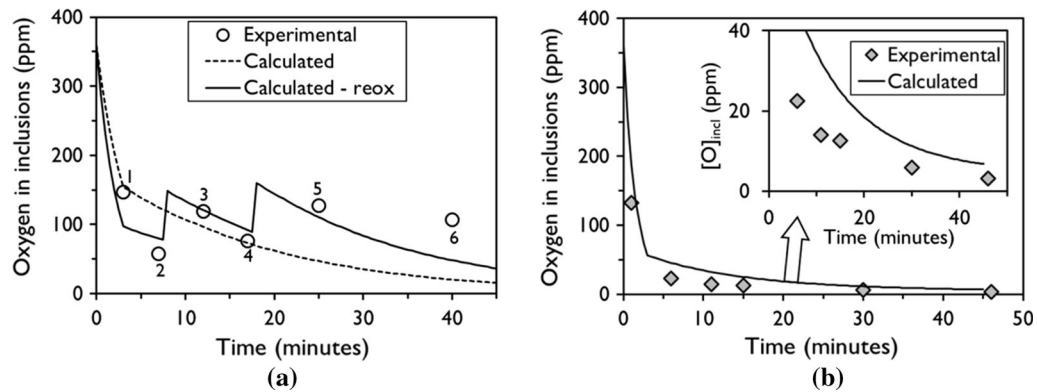 Oxygen in inclusions (ppm)
400
300
200
100
0
Experimental
Calculated
Calculated - reox
1
2
3
4
5
6
0
10
20
30
40
Time (minutes)
(a)
Oxygen in inclusions (ppm)
400
300
200
100
0
[O]incl (ppm)
40
20
0
Experimental
Calculated
0
20
40
Time (minutes)
0
10
20
30
40
50
Time (minutes)
(b)